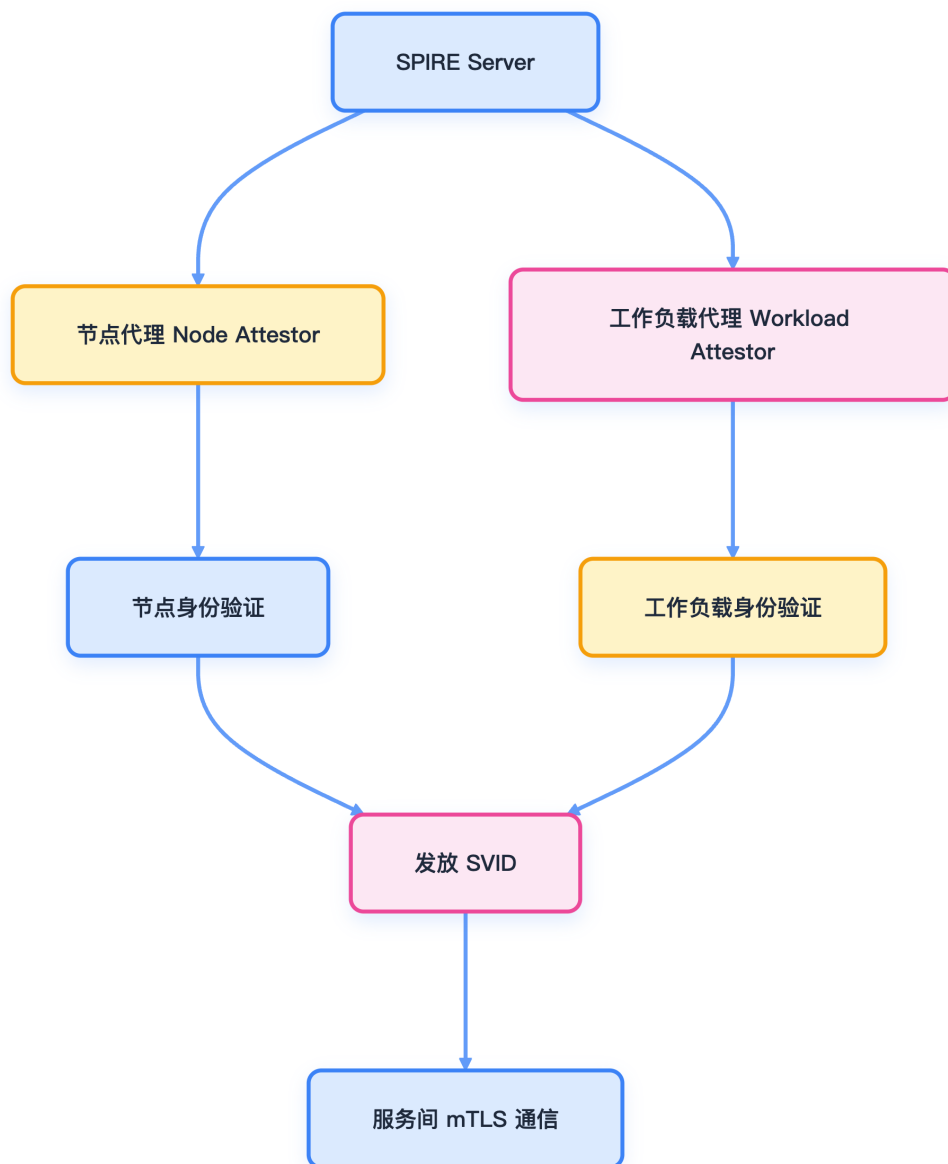 SPIRE Server
节点代理 Node Attestor
工作负载代理 Workload
Attestor
节点身份验证
工作负载身份验证
发放 SVID
服务间 mTLS 通信